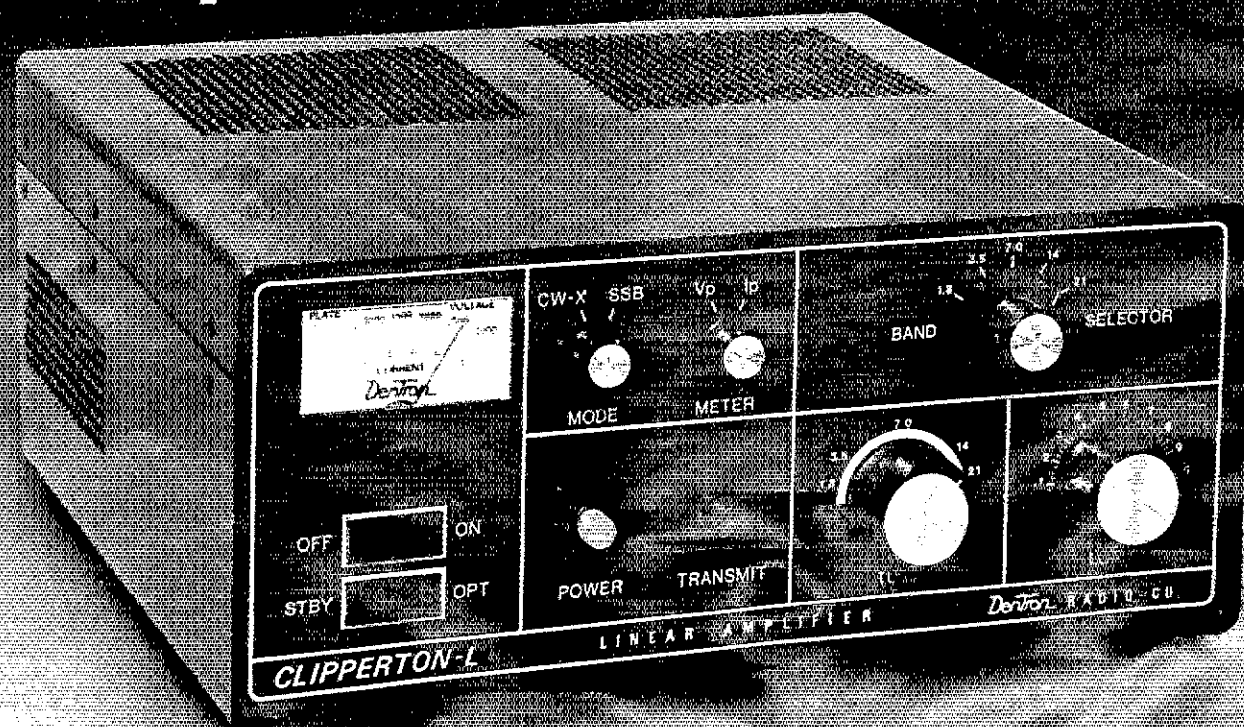 PLATE VOLTAGE
CURRENT
DenTron
CW-X SSB
MODE
Vp Ip
METER
1.8 3.5 7.0 14 21
BAND SELECTOR
OFF ON
STBY OPT
POWER
TRANSMIT
1.8 3.5 7.0 14 21
CLIPPERTON-L
LINEAR AMPLIFIER
DenTron RADIO CO.